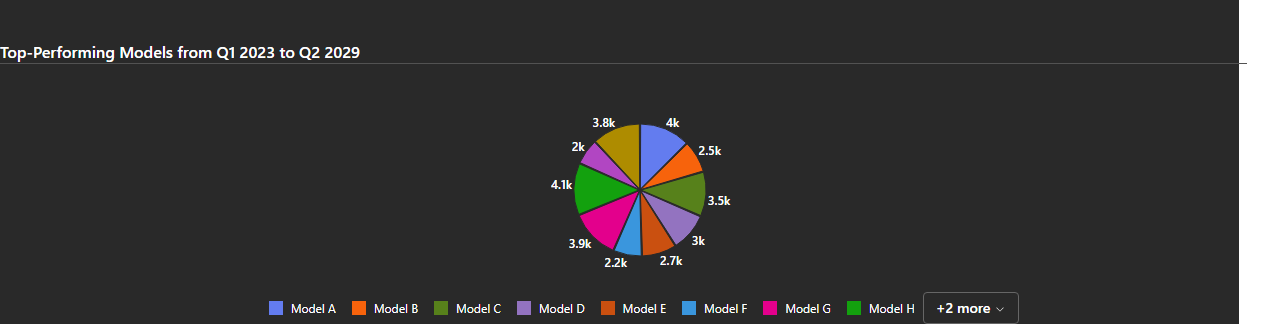 Top-Performing Models from Q1 2023 to Q2 2029
3.8k
4k
2k
2.5k
4.1k
3.5k
3.9k
3k
2.2k
2.7k
Model A Model B Model C Model D Model E Model F Model G Model H +2 more